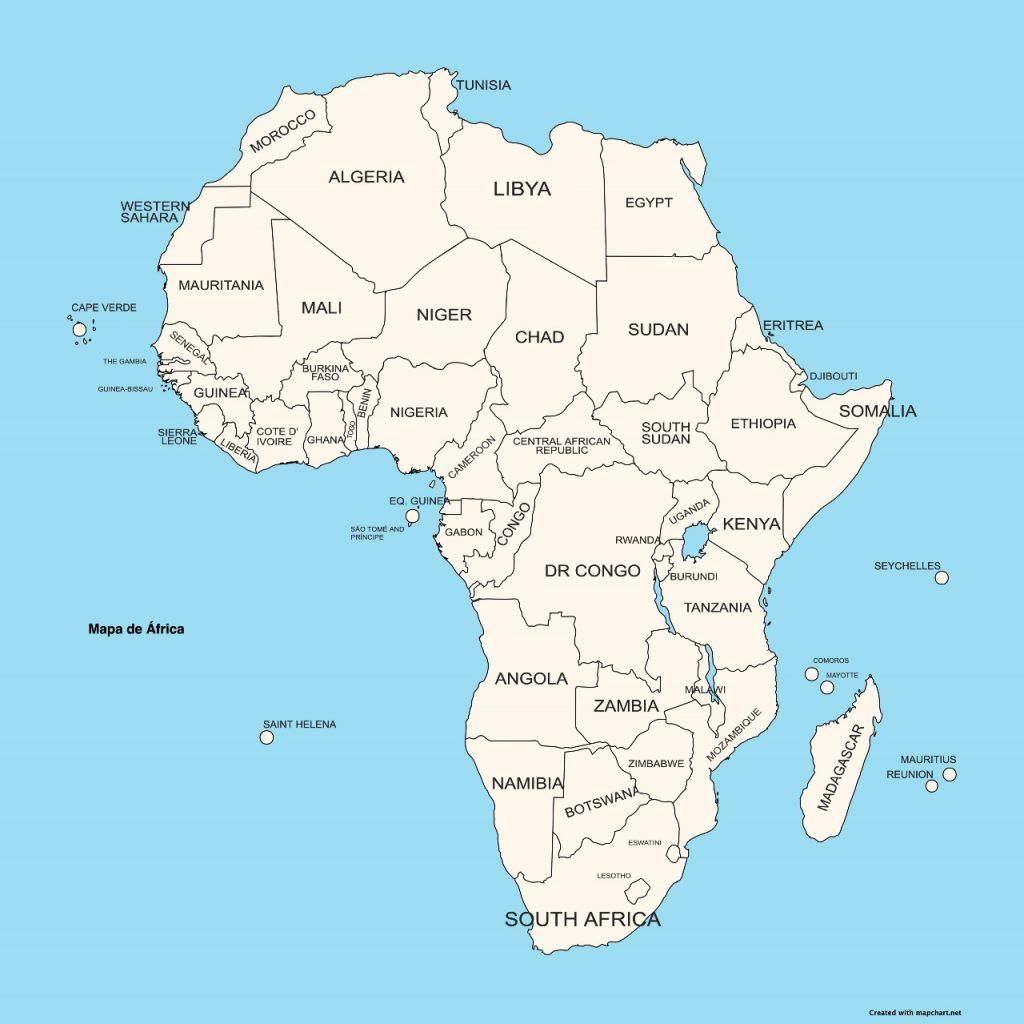 TUNISIA
MOROCCO
ALGERIA
LIBYA
EGYPT
WESTERN
SAHARA
MAURITANIA
MALI
NIGER
CHAD
SUDAN
ERITREA
CAPE VERDE
SENEGAL
THE GAMBIA
GUINEA-BISSAU
GUINEA
BURKINA
FASO
BENIN
NIGERIA
DJIBOUTI
SOMALIA
ETHIOPIA
SOUTH
SUDAN
SIERRA
LEONE
LIBERIA
COTE D'
IVOIRE
GHANA
TOGO
CAMEROON
CENTRAL AFRICAN
REPUBLIC
EQ. GUINEA
SÃO TOMÉ AND
PRÍNCIPE
GABON
CONGO
UGANDA
KENYA
RWANDA
DR CONGO
BURUNDI
SEYCHELLES
TANZANIA
Mapa de África
COMOROS
MAYOTTE
ANGOLA
MALAWI
ZAMBIA
MOZAMBIQUE
SAINT HELENA
MADAGASCAR
MAURITIUS
REUNION
ZIMBABWE
NAMIBIA
BOTSWANA
ESWATINI
LESOTHO
SOUTH AFRICA
Created with mapchart.net